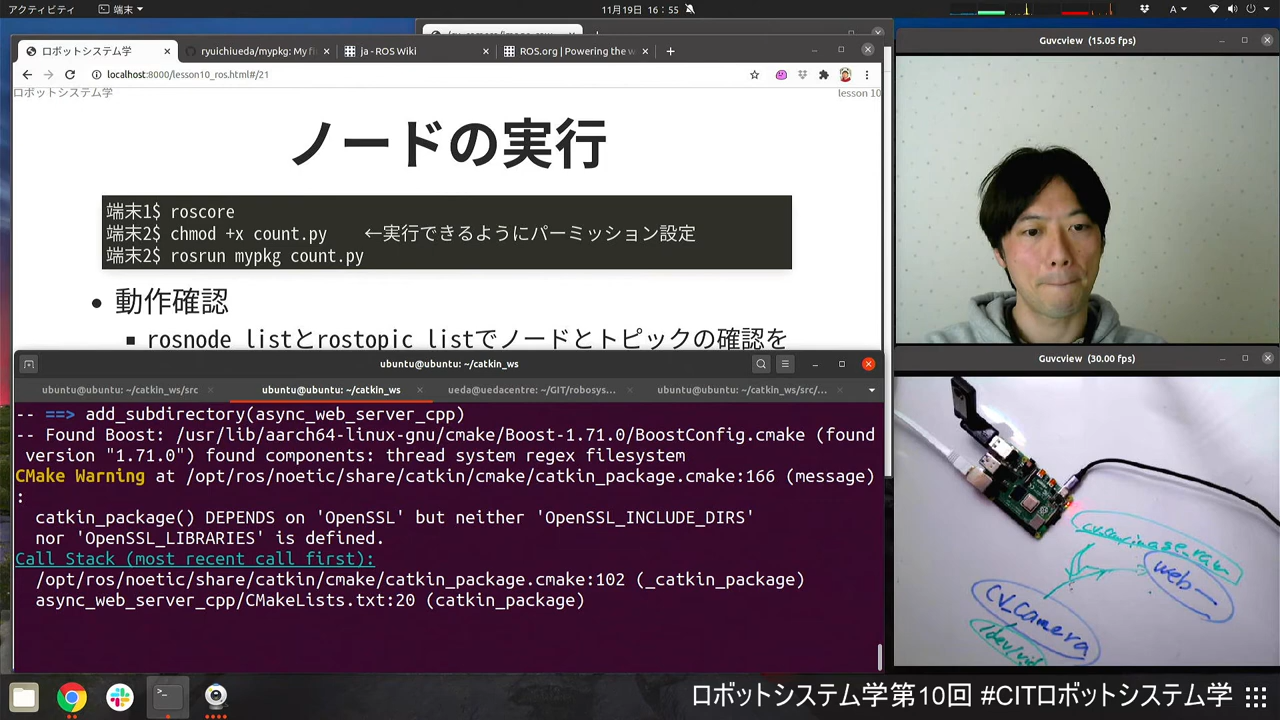 アクティビティ
端末
11月19日 16：55
A
ロボットシステム学
ryuichiueda/mypkg: My fi
ja - ROS Wiki
ROS.org | Powering the w
localhost:8000/lesson10_ros.html#/21
ロボットシステム学
lesson 10
ノードの実行
端末1$ roscore
端末2$ chmod +x count.py ←実行できるようにパーミッション設定
端末2$ rosrun mypkg count.py
動作確認
rosnode listとrostopic listでノードとトピックの確認を
ubuntu@ubuntu: ~/catkin_ws
ubuntu@ubuntu: ~/catkin_ws/src
ubuntu@ubuntu: ~/catkin_ws
ueda@uedacentre: ~/GIT/robosys...
ubuntu@ubuntu: ~/catkin_ws/src/...
-- ==> add_subdirectory(async_web_server_cpp)
-- Found Boost: /usr/lib/aarch64-linux-gnu/cmake/Boost-1.71.0/BoostConfig.cmake (found
version "1.71.0") found components: thread system regex filesystem
CMake Warning at /opt/ros/noetic/share/catkin/cmake/catkin_package.cmake:166 (message)
:
catkin_package() DEPENDS on 'OpenSSL' but neither 'OpenSSL_INCLUDE_DIRS'
nor 'OpenSSL_LIBRARIES' is defined.
Call Stack (most recent call first):
/opt/ros/noetic/share/catkin/cmake/catkin_package.cmake:102 (_catkin_package)
async_web_server_cpp/CMakeLists.txt:20 (catkin_package)
Guvcview (15.05 fps)
Guvcview (30.00 fps)
web
cv_camera
ロボットシステム学第10回 #CITロボットシステム学